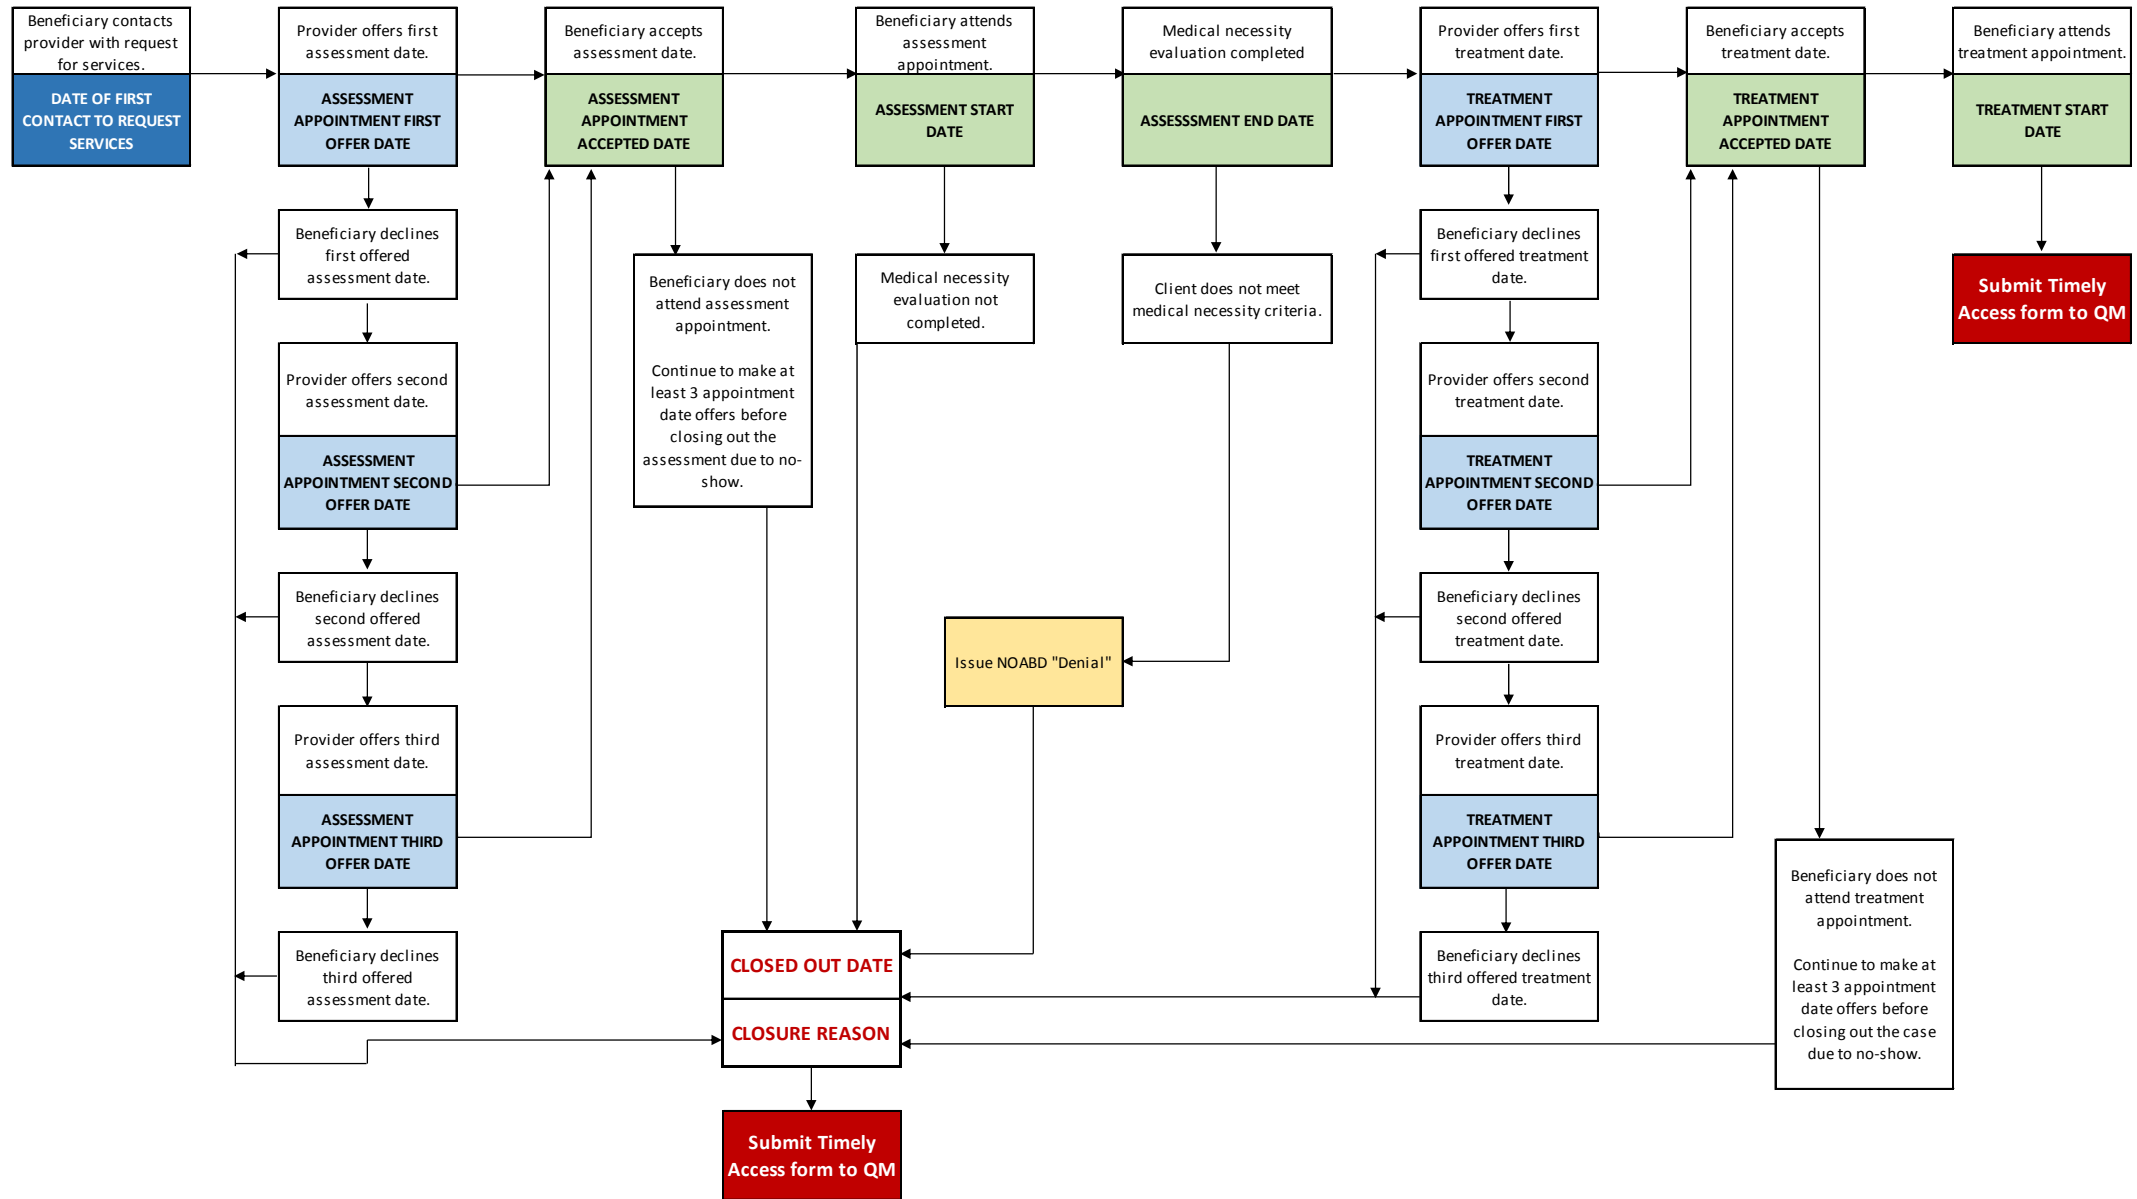 Beneficiary contacts
provider with request
for services.
DATE OF FIRST
CONTACT TO REQUEST
SERVICES
Provider offers first
assessment date.
ASSESSMENT
APPOINTMENT FIRST
OFFER DATE
Beneficiary accepts
assessment date.
ASSESSMENT
APPOINTMENT
ACCEPTED DATE
Beneficiary attends
assessment
appointment.
ASSESSMENT START
DATE
Medical necessity
evaluation completed
ASSESSSMENT END DATE
Provider offers first
treatment date.
TREATMENT
APPOINTMENT FIRST
OFFER DATE
Beneficiary accepts
treatment date.
TREATMENT
APPOINTMENT
ACCEPTED DATE
Beneficiary attends
treatment appointment.
TREATMENT START
DATE
Beneficiary declines
first offered
assessment date.
Provider offers second
assessment date.
ASSESSMENT
APPOINTMENT SECOND
OFFER DATE
Beneficiary declines
second offered
assessment date.
Provider offers third
assessment date.
ASSESSMENT
APPOINTMENT THIRD
OFFER DATE
Beneficiary declines
third offered
assessment date.
Beneficiary does not
attend assessment
appointment.
Continue to make at
least 3 appointment
date offers before
closing out the
assessment due to no-
show.
Medical necessity
evaluation not
completed.
Client does not meet
medical necessity criteria.
Issue NOABD "Denial"
CLOSED OUT DATE
CLOSURE REASON
Submit Timely
Access form to QM
Beneficiary declines
first offered treatment
date.
Provider offers second
treatment date.
TREATMENT
APPOINTMENT SECOND
OFFER DATE
Beneficiary declines
second offered
treatment date.
Provider offers third
treatment date.
TREATMENT
APPOINTMENT THIRD
OFFER DATE
Beneficiary declines
third offered treatment
date.
Beneficiary does not
attend treatment
appointment.
Continue to make at
least 3 appointment
date offers before
closing out the case
due to no-show.
Submit Timely
Access form to QM